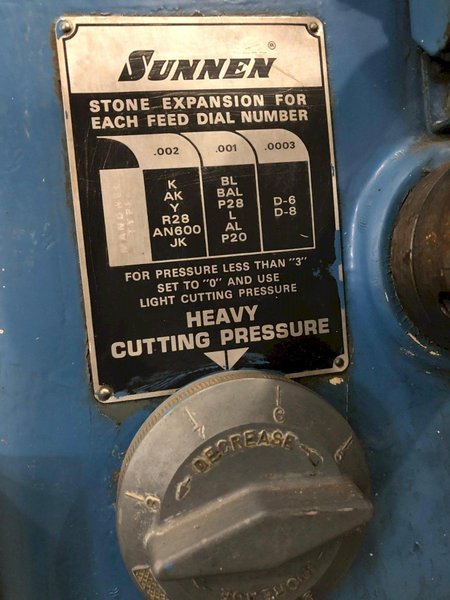 SUNNEN®
STONE EXPANSION FOR
EACH FEED DIAL NUMBER
.002 .001 .0003
MANDREL TYPE
K BL D-6
AK BAL D-8
Y P28
R28 L
AN600 AL
JK P20
FOR PRESSURE LESS THAN "3"
SET TO "0" AND USE
LIGHT CUTTING PRESSURE
HEAVY
CUTTING PRESSURE
DECREASE